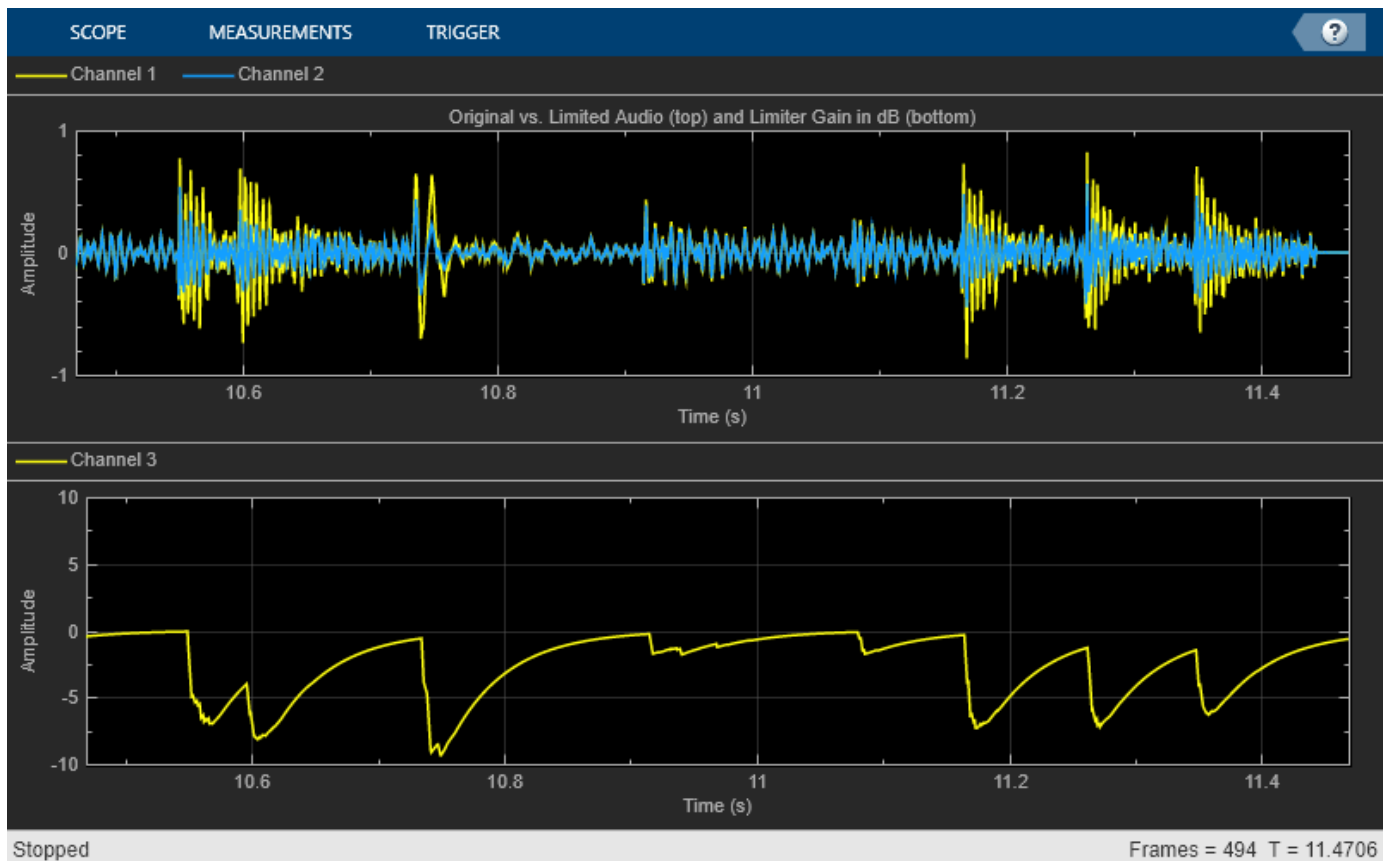 SCOPE MEASUREMENTS TRIGGER ?
Channel 1 Channel 2
Original vs. Limited Audio (top) and Limiter Gain in dB (bottom)
1
0
-1
Amplitude
10.6 10.8 11 11.2 11.4
Time (s)
Channel 3
10
5
0
-5
-10
Amplitude
10.6 10.8 11 11.2 11.4
Time (s)
Stopped Frames = 494 T = 11.4706